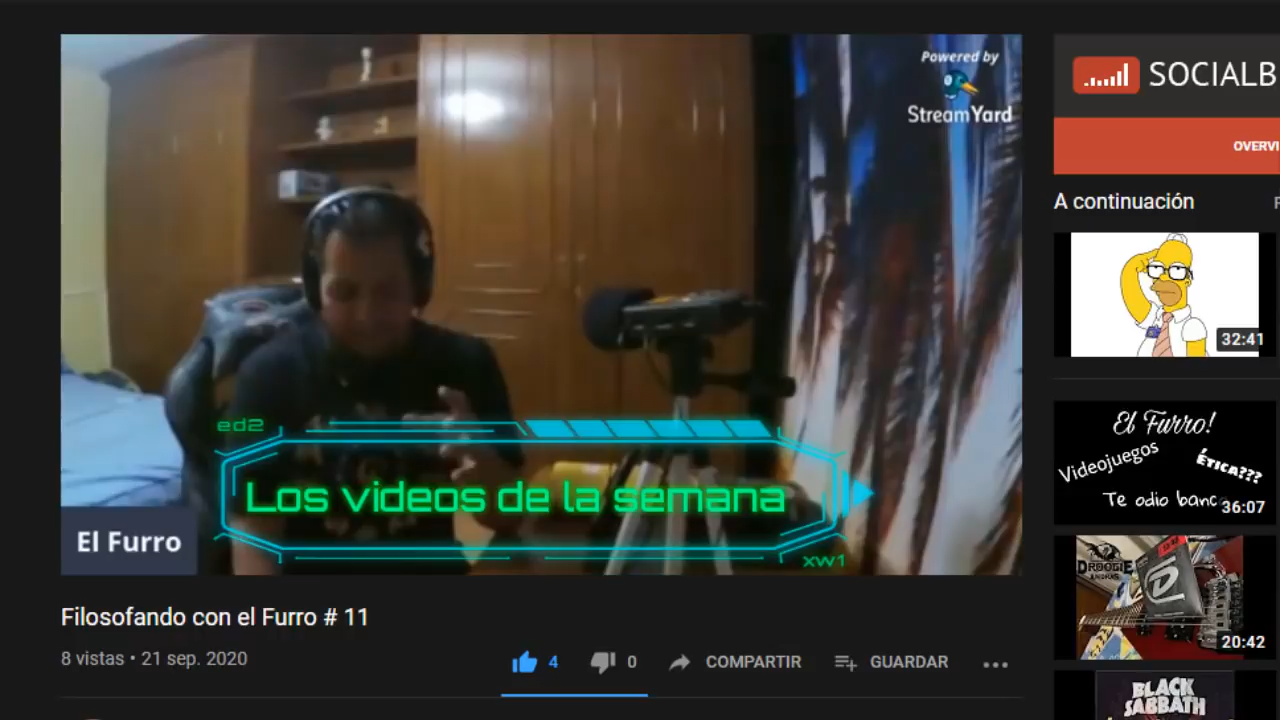 Powered by
StreamYard
ed2
Los videos de la semana
xw1
El Furro
Filosofando con el Furro # 11
8 vistas • 21 sep. 2020
4
0
COMPARTIR
GUARDAR
SOCIALB
OVERVI
A continuación
32:41
El Furro!
Videojuegos
ÉTICA???
Te odio banc
36:07
DROOGIE
20:42
BLACK
SABBATH